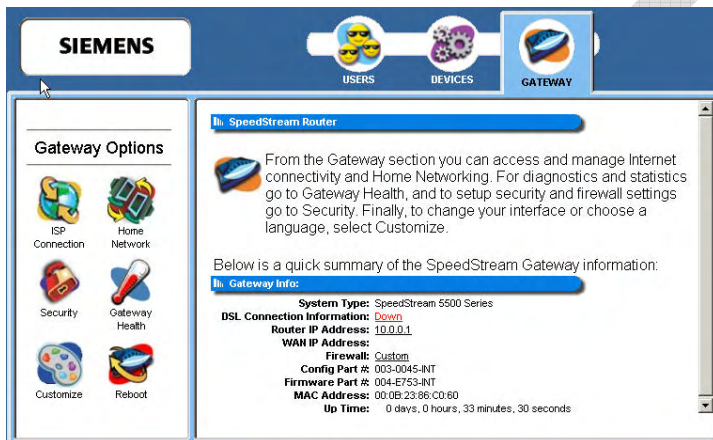 SIEMENS
USERS
DEVICES
GATEWAY
Gateway Options
ISP Connection
Home Network
Security
Gateway Health
Customize
Reboot
SpeedStream Router
From the Gateway section you can access and manage Internet
connectivity and Home Networking. For diagnostics and statistics
go to Gateway Health, and to setup security and firewall settings
go to Security. Finally, to change your interface or choose a
language, select Customize.
Below is a quick summary of the SpeedStream Gateway information:
Gateway Info:
System Type: SpeedStream 5500 Series
DSL Connection Information: Down
Router IP Address: 10.0.0.1
WAN IP Address:
Firewall: Custom
Config Part #: 003-0045-INT
Firmware Part #: 004-E753-INT
MAC Address: 00:0B:23:86:C0:60
Up Time: 0 days, 0 hours, 33 minutes, 30 seconds